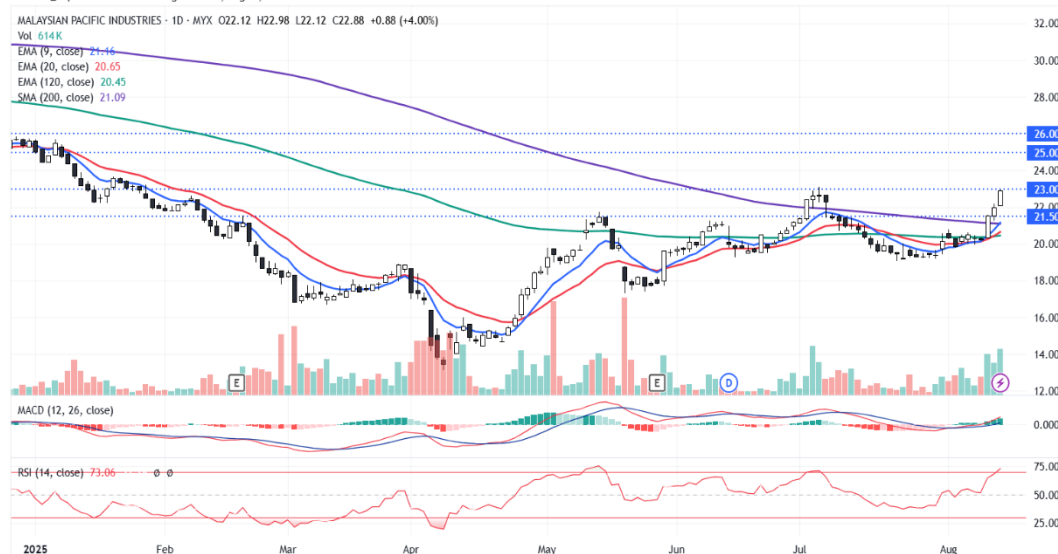 MALAYSIAN PACIFIC INDUSTRIES · 1D · MYX O22.12 H22.98 L22.12 C22.88 +0.88 (+4.00%)
Vol 614 K
EMA (9, close) 21.16
EMA (20, close) 20.65
EMA (120, close) 20.45
SMA (200, close) 21.09
32.00
30.00
28.00
26.00
25.00
24.00
23.00
22.00
21.50
20.00
18.00
16.00
14.00
12.00
E
E
D
MACD (12, 26, close)
0.000
RSI (14, close) 73.06 ø ø
75.00
50.00
25.00
2025
Feb
Mar
Apr
May
Jun
Jul
Aug